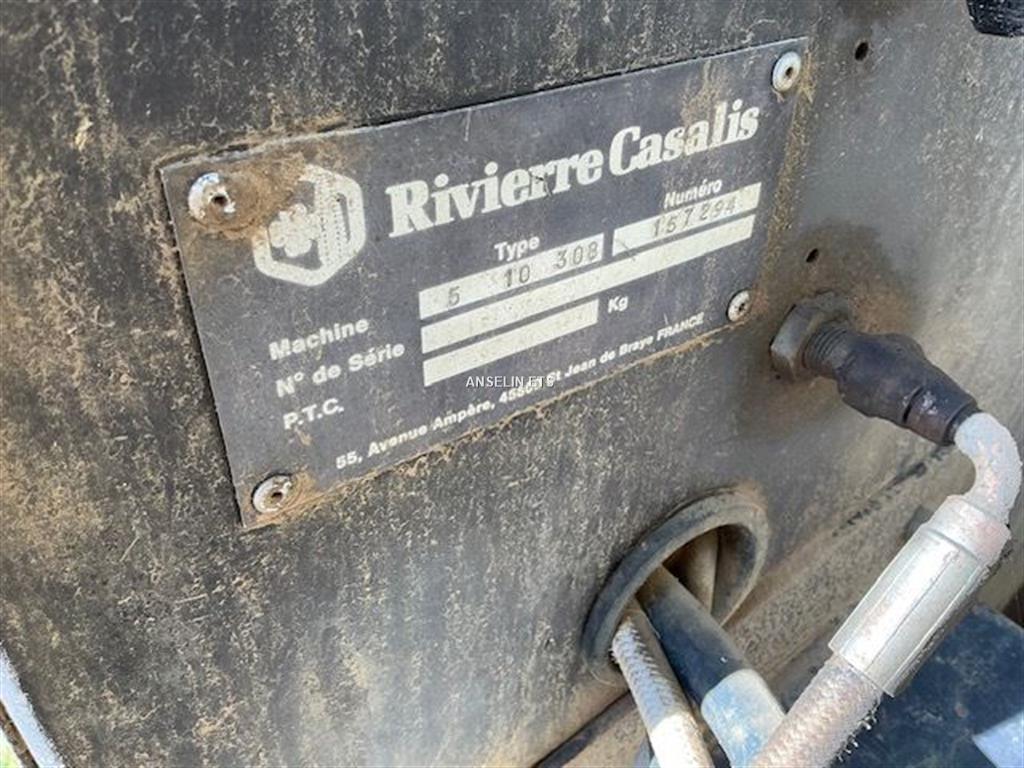 Rivierre Casalis
Type Numéro
Machine 5 10 308 157294
N° de Série
P.T.C. Kg
55, Avenue Ampère, St Jean de Braye FRANCE
ANSELIN ETS